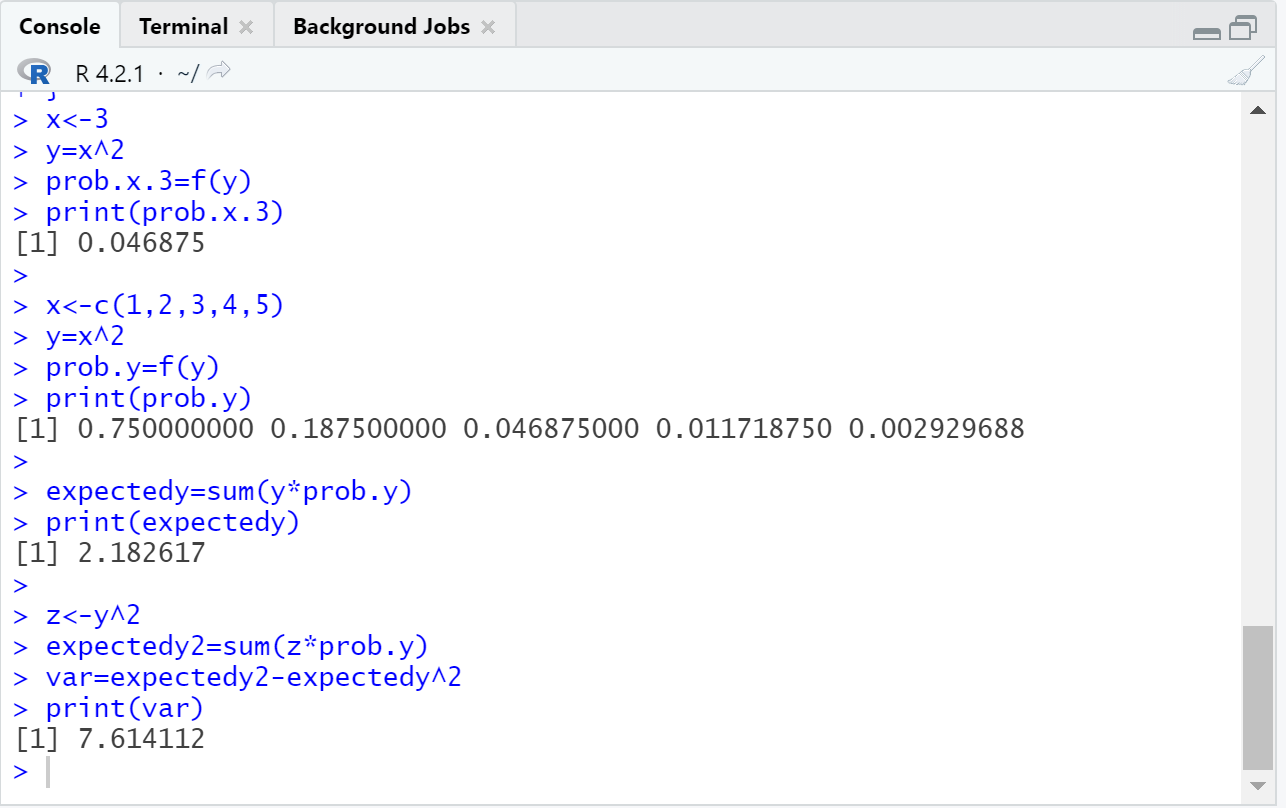 Console Terminal Background Jobs
R R 4.2.1 · ~/
> x<-3
> y=x^2
> prob.x.3=f(y)
> print(prob.x.3)
[1] 0.046875
>
> x<-c(1,2,3,4,5)
> y=x^2
> prob.y=f(y)
> print(prob.y)
[1] 0.750000000 0.187500000 0.046875000 0.011718750 0.002929688
>
> expectedy=sum(y*prob.y)
> print(expectedy)
[1] 2.182617
>
> z<-y^2
> expectedy2=sum(z*prob.y)
> var=expectedy2-expectedy^2
> print(var)
[1] 7.614112
>